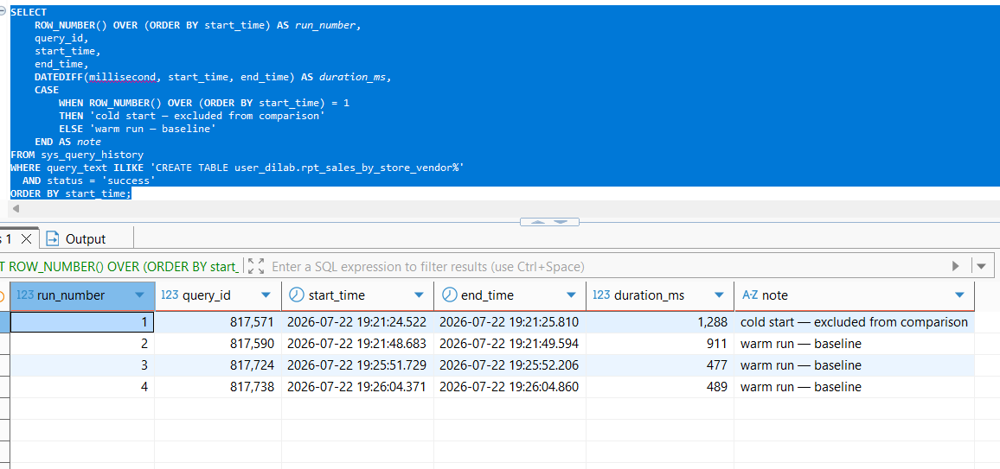 SELECT
ROW_NUMBER() OVER (ORDER BY start_time) AS run_number,
query_id,
start_time,
end_time,
DATEDIFF(millisecond, start_time, end_time) AS duration_ms,
CASE
WHEN ROW_NUMBER() OVER (ORDER BY start_time) = 1
THEN 'cold start — excluded from comparison'
ELSE 'warm run — baseline'
END AS note
FROM sys_query_history
WHERE query_text ILIKE 'CREATE TABLE user_dilab.rpt_sales_by_store_vendor%'
AND status = 'success'
ORDER BY start_time;
s 1 Output
T ROW_NUMBER() OVER (ORDER BY start_ Enter a SQL expression to filter results (use Ctrl+Space)
123 run_number 123 query_id start_time end_time 123 duration_ms A-Z note
1 817,571 2026-07-22 19:21:24.522 2026-07-22 19:21:25.810 1,288 cold start — excluded from comparison
2 817,590 2026-07-22 19:21:48.683 2026-07-22 19:21:49.594 911 warm run — baseline
3 817,724 2026-07-22 19:25:51.729 2026-07-22 19:25:52.206 477 warm run — baseline
4 817,738 2026-07-22 19:26:04.371 2026-07-22 19:26:04.860 489 warm run — baseline